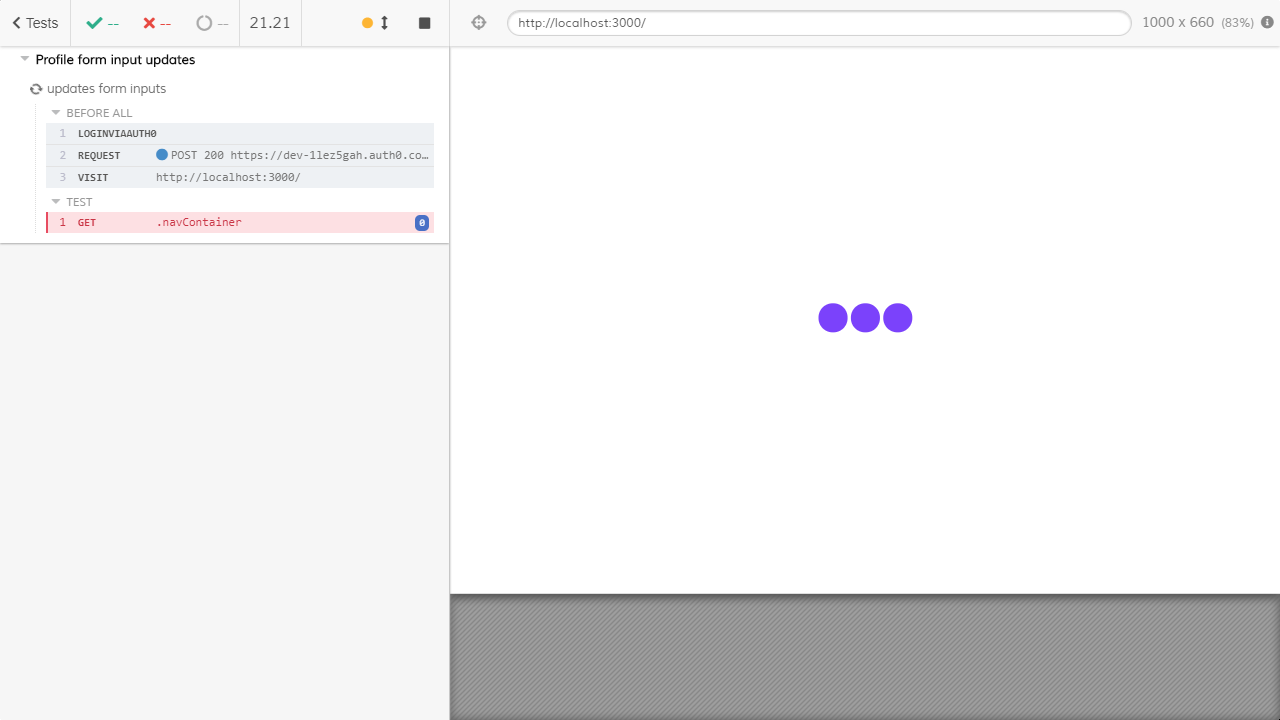 Tests -- -- -- 21.21
http://localhost:3000/ 1000 x 660 (83%)
Profile form input updates
updates form inputs
BEFORE ALL
1 LOGINVIAAUTH0
2 REQUEST POST 200 https://dev-1lez5gah.auth0.co…
3 VISIT http://localhost:3000/
TEST
1 GET .navContainer 0